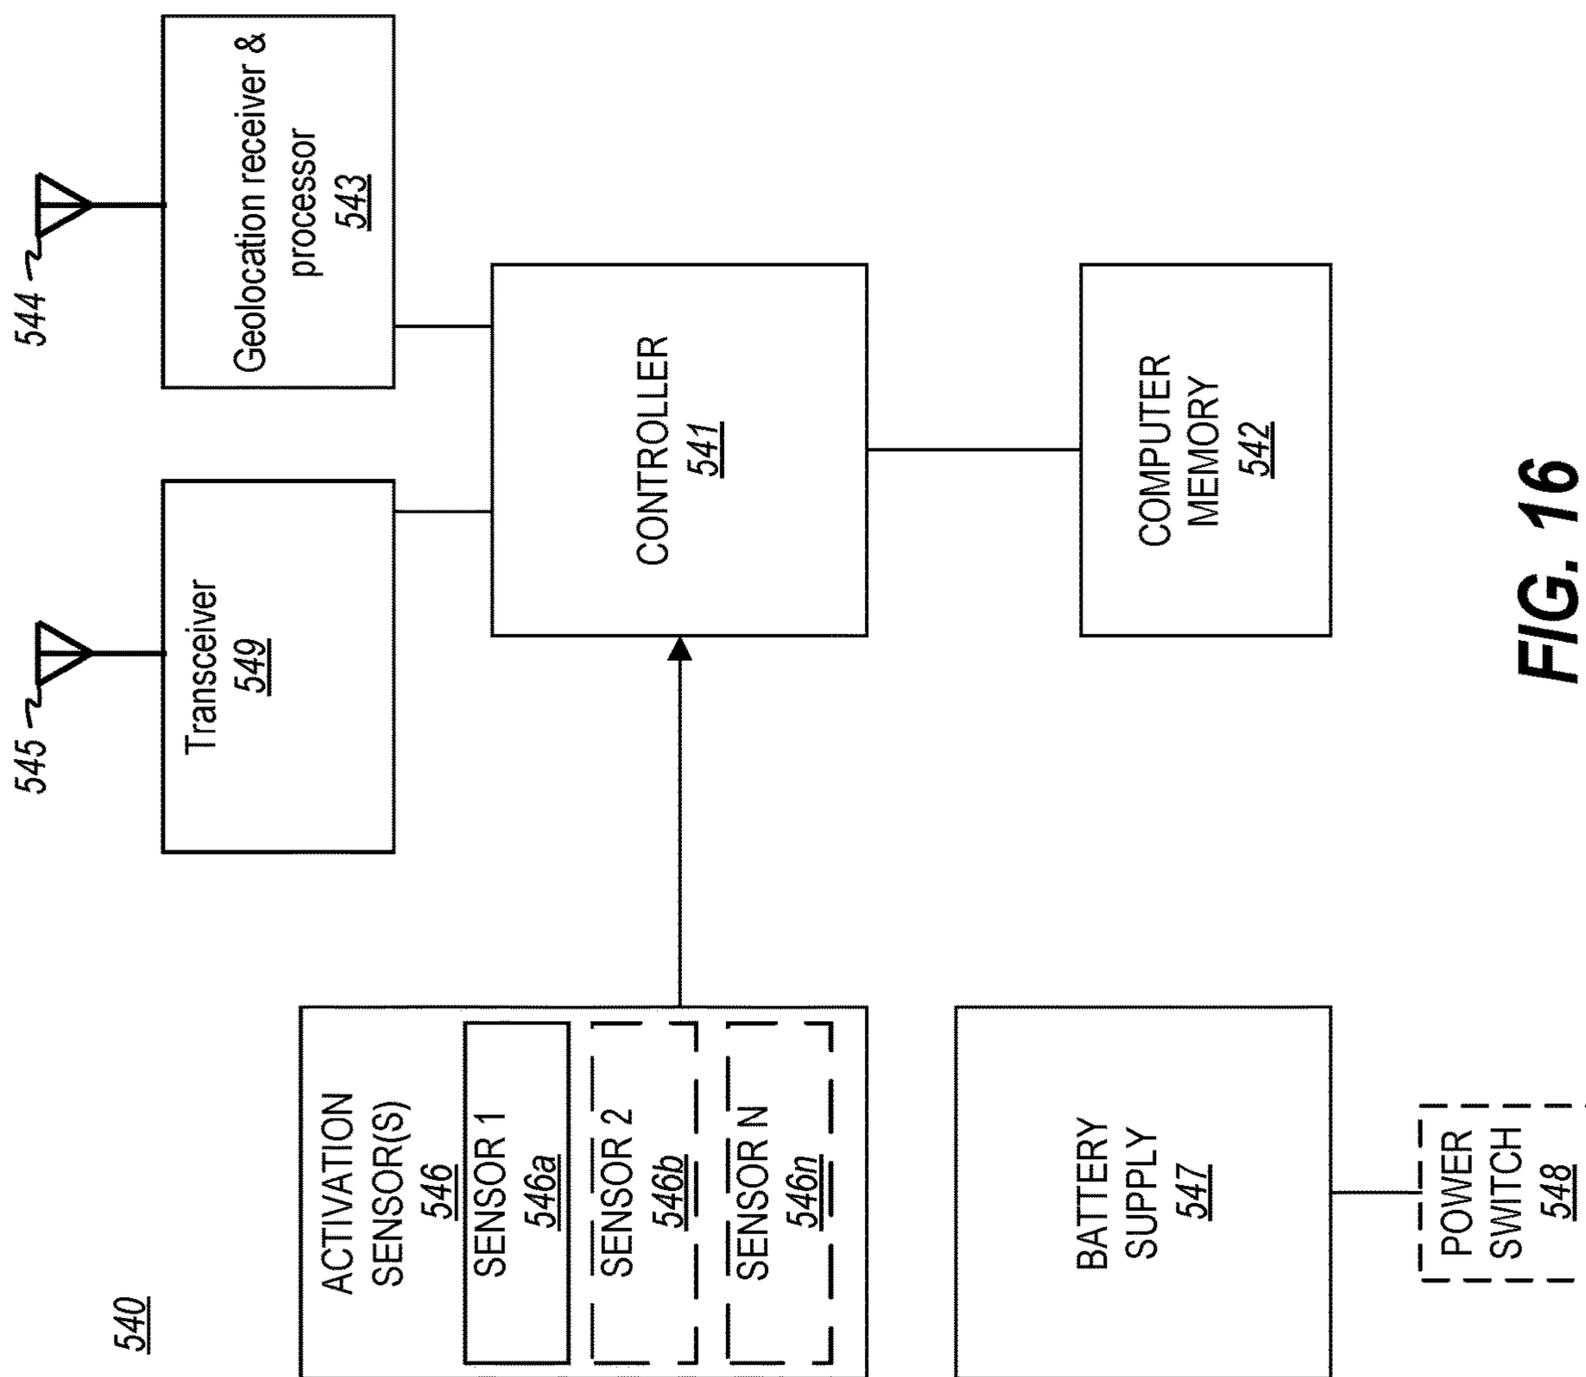 540
545
544
Transceiver
549
Geolocation receiver &
processor
543
ACTIVATION
SENSOR(S)
546
SENSOR 1
546a
SENSOR 2
546b
SENSOR N
546n
CONTROLLER
541
BATTERY
SUPPLY
547
COMPUTER
MEMORY
542
POWER
SWITCH
548
FIG. 16